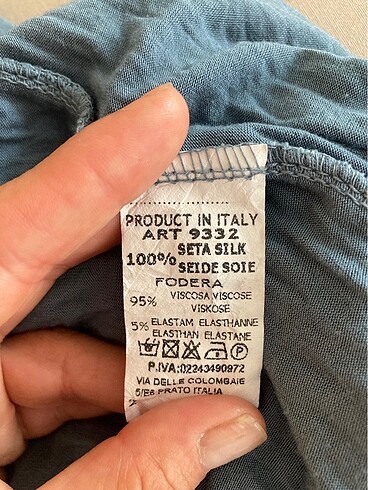 PRODUCT IN ITALY
ART 9332
100% SETA SILK
SEIDE SOIE
FODERA
95% VISCOSA VISCOSE
VISKOSE
5% ELASTAM ELASTHANNE
ELASTHAN ELASTANE
P
P.IVA:02243490972
VIA DELLE COLOMBAIE
5/E6 PRATO ITALIA